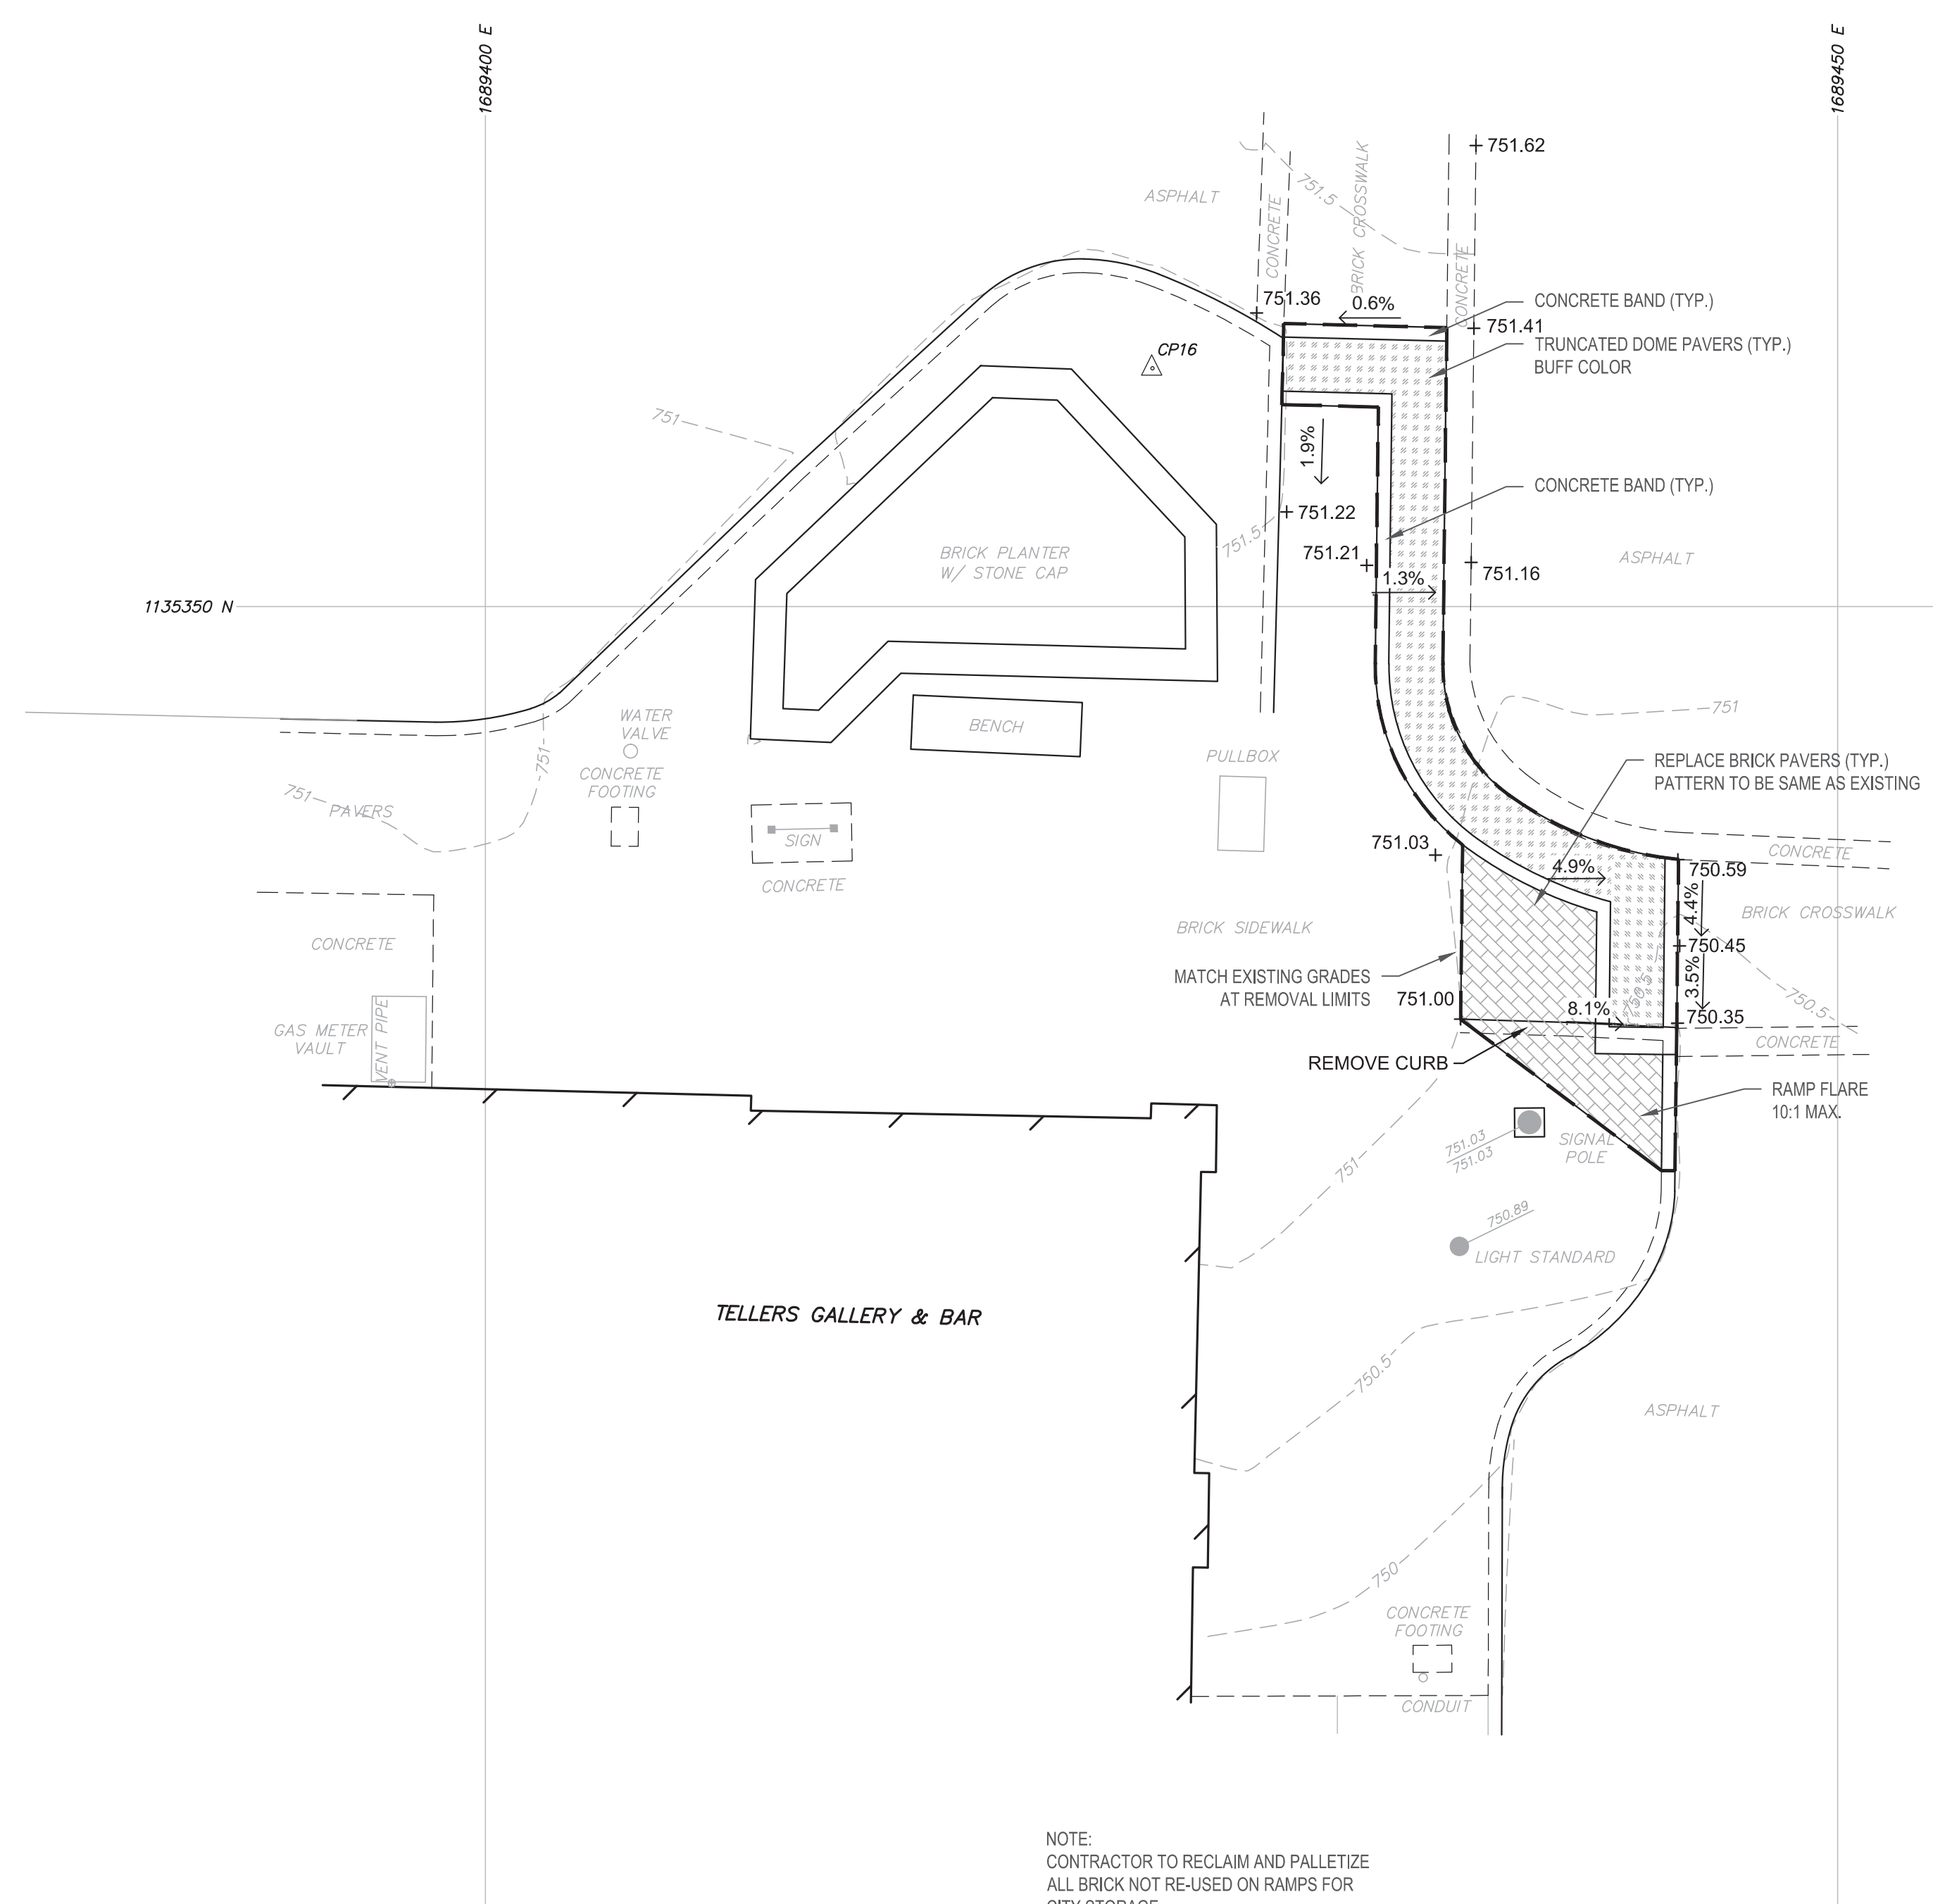 1689400 E
1689450 E
751.62
ASPHALT
CONCRETE
751.5
BRICK CROSSWALK
CONCRETE
751.36
0.6%
751.41
CONCRETE BAND (TYP.)
TRUNCATED DOME PAVERS (TYP.)
BUFF COLOR
CP16
751
1.9%
CONCRETE BAND (TYP.)
751.22
751.5
751.21
1.3%
751.16
ASPHALT
BRICK PLANTER
W/ STONE CAP
1135350 N
WATER
VALVE
BENCH
751
751
CONCRETE
FOOTING
PULLBOX
REPLACE BRICK PAVERS (TYP.)
PATTERN TO BE SAME AS EXISTING
751
PAVERS
SIGN
CONCRETE
751.03
4.9%
CONCRETE
750.59
4.4%
BRICK CROSSWALK
BRICK SIDEWALK
CONCRETE
750.45
3.5%
MATCH EXISTING GRADES
AT REMOVAL LIMITS
751.00
8.1%
750.5
750.5
750.35
GAS METER
VAULT
VENT PIPE
REMOVE CURB
CONCRETE
RAMP FLARE
10:1 MAX.
751.03
751.03
SIGNAL
POLE
751
750.89
LIGHT STANDARD
TELLERS GALLERY & BAR
750.5
ASPHALT
750
CONCRETE
FOOTING
CONDUIT
NOTE:
CONTRACTOR TO RECLAIM AND PALLETIZE
ALL BRICK NOT RE-USED ON RAMPS FOR
CITY STORAGE